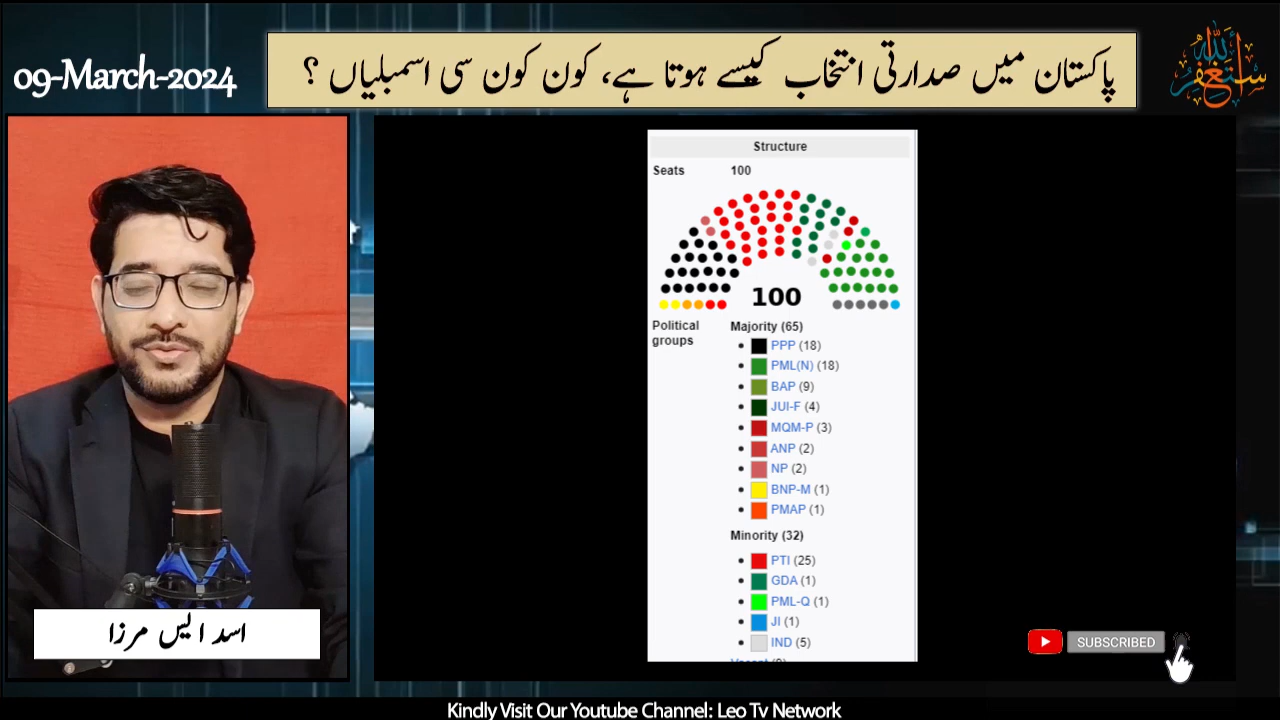 09-March-2024
پاکستان میں صدارتی انتخاب کیسے ہوتا ہے، کون کون سی اسمبلیاں ؟
استغفر اللہ
Structure
Seats 100
100
Political groups
Majority (65)
PPP (18)
PML(N) (18)
BAP (9)
JUI-F (4)
MQM-P (3)
ANP (2)
NP (2)
BNP-M (1)
PMAP (1)
Minority (32)
PTI (25)
GDA (1)
PML-Q (1)
JI (1)
IND (5)
اسد ایس مرزا
SUBSCRIBED
Kindly Visit Our Youtube Channel: Leo Tv Network